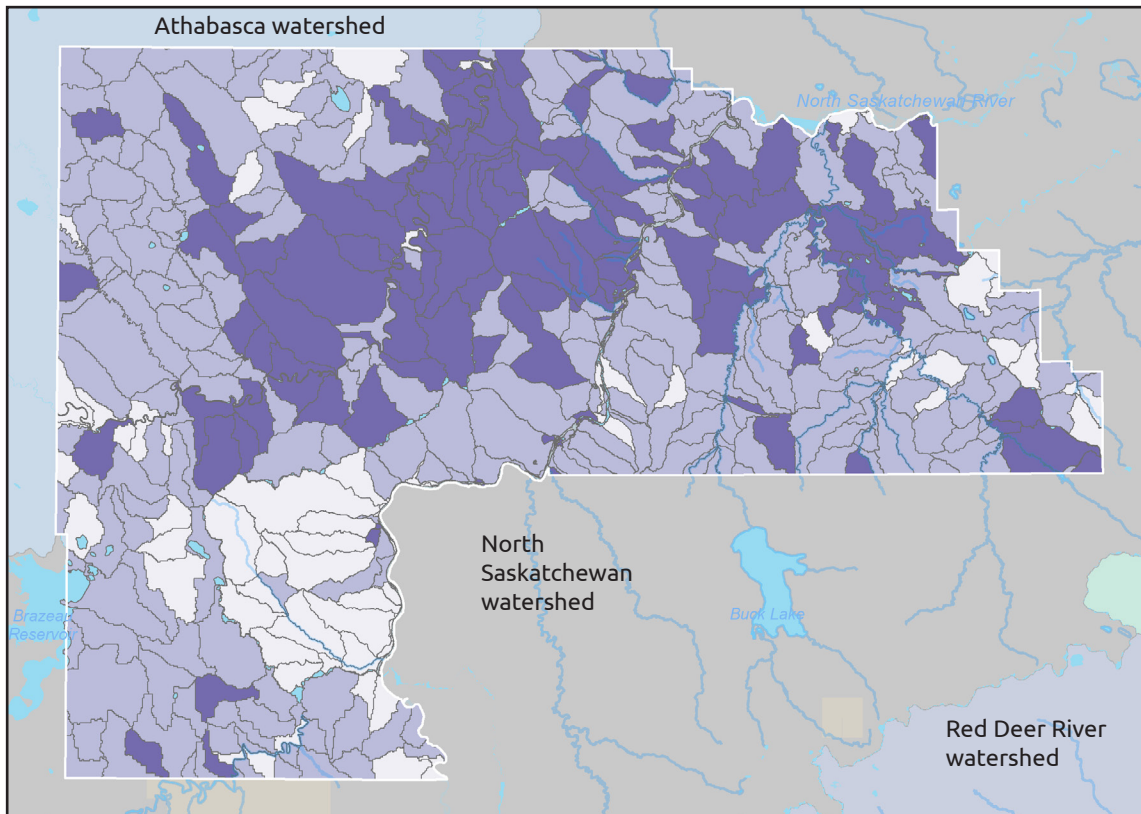 Athabasca watershed
North Saskatchewan River
North
Saskatchewan
watershed
Brazeau
Reservoir
Buck Lake
Red Deer River
watershed